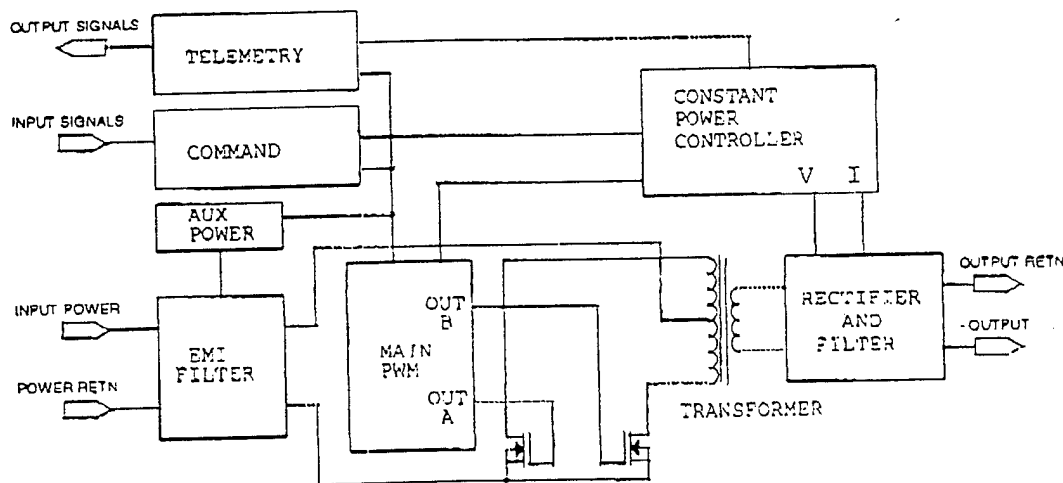 OUTPUT SIGNALS
TELEMETRY
INPUT SIGNALS
COMMAND
CONSTANT
POWER
CONTROLLER
V I
AUX
POWER
INPUT POWER
POWER RETN
EMI
FILTER
MAIN
PWM
OUT
B
OUT
A
TRANSFORMER
RECTIFIER
AND
FILTER
OUTPUT RETN
-OUTPUT